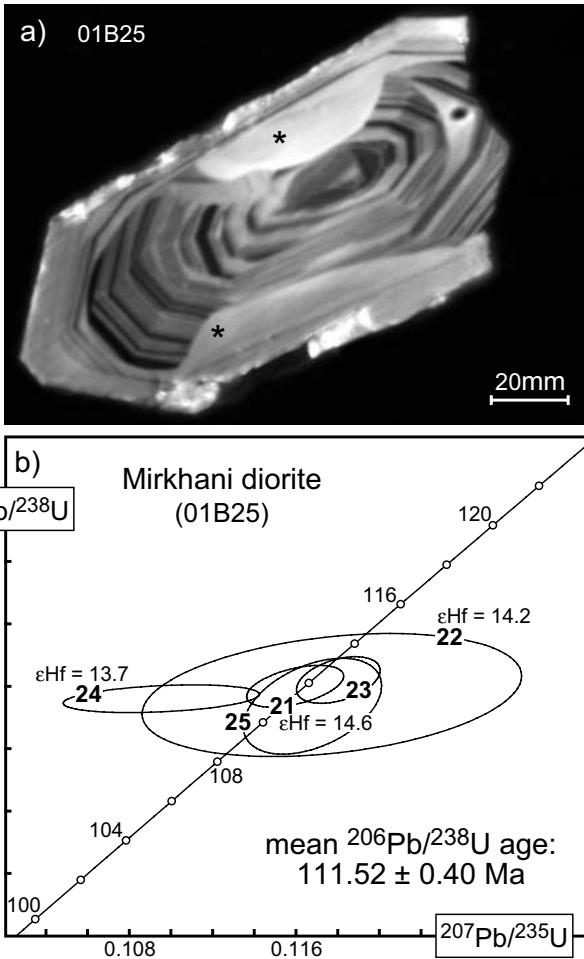 a) 01B25
*
*
20mm
b)
Mirkhani diorite
(01B25)
b/²³⁸U
120
116
εHf = 14.2
22
εHf = 13.7
24
23
21
25
εHf = 14.6
108
104
mean ²⁰⁶Pb/²³⁸U age:
111.52 ± 0.40 Ma
100
²⁰⁷Pb/²³⁵U
0.108
0.116